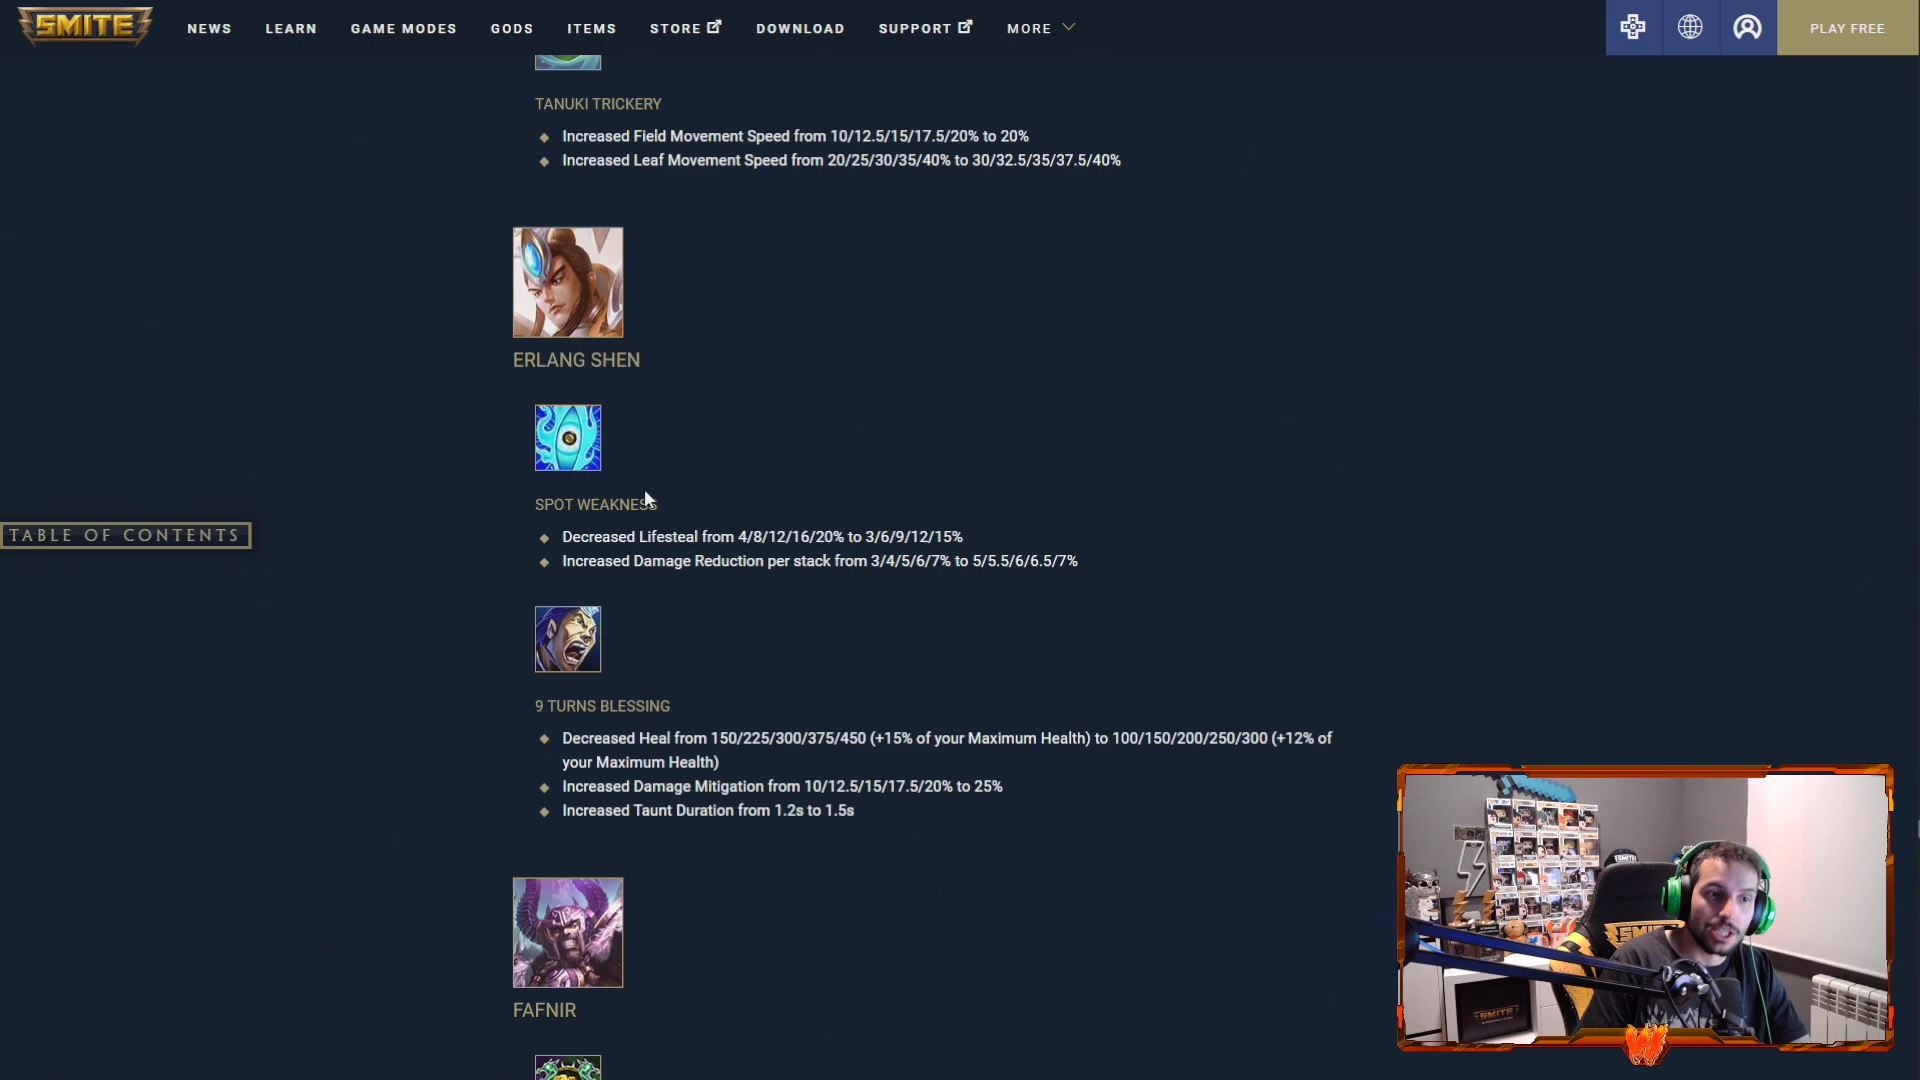 SMITE
NEWS LEARN GAME MODES GODS ITEMS STORE DOWNLOAD SUPPORT MORE PLAY FREE
TANUKI TRICKERY
Increased Field Movement Speed from 10/12.5/15/17.5/20% to 20%
Increased Leaf Movement Speed from 20/25/30/35/40% to 30/32.5/35/37.5/40%
ERLANG SHEN
SPOT WEAKNESS
TABLE OF CONTENTS
Decreased Lifesteal from 4/8/12/16/20% to 3/6/9/12/15%
Increased Damage Reduction per stack from 3/4/5/6/7% to 5/5.5/6/6.5/7%
9 TURNS BLESSING
Decreased Heal from 150/225/300/375/450 (+15% of your Maximum Health) to 100/150/200/250/300 (+12% of
your Maximum Health)
Increased Damage Mitigation from 10/12.5/15/17.5/20% to 25%
Increased Taunt Duration from 1.2s to 1.5s
SMITE
SMITE
SMITE
FAFNIR